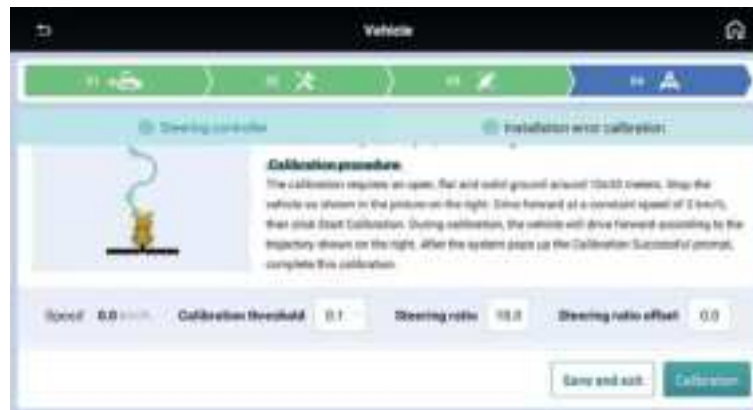 Vehicle
Steering controller
Installation error calibration
Calibration procedure
The calibration requires an open, flat and solid ground around meters. Stop the
vehicle as shown in the picture on the right. Drive forward at a constant speed of 2 km/h,
then click Start Calibration. During calibration, the vehicle will drive forward according to the
trajectory shown on the right. After the system pops up the Calibration Successful prompt,
complete this calibration.
Speed 0.0 km/h Calibration threshold 0.1 Steering ratio Steering ratio offset 0.0
Save and exit Calibration